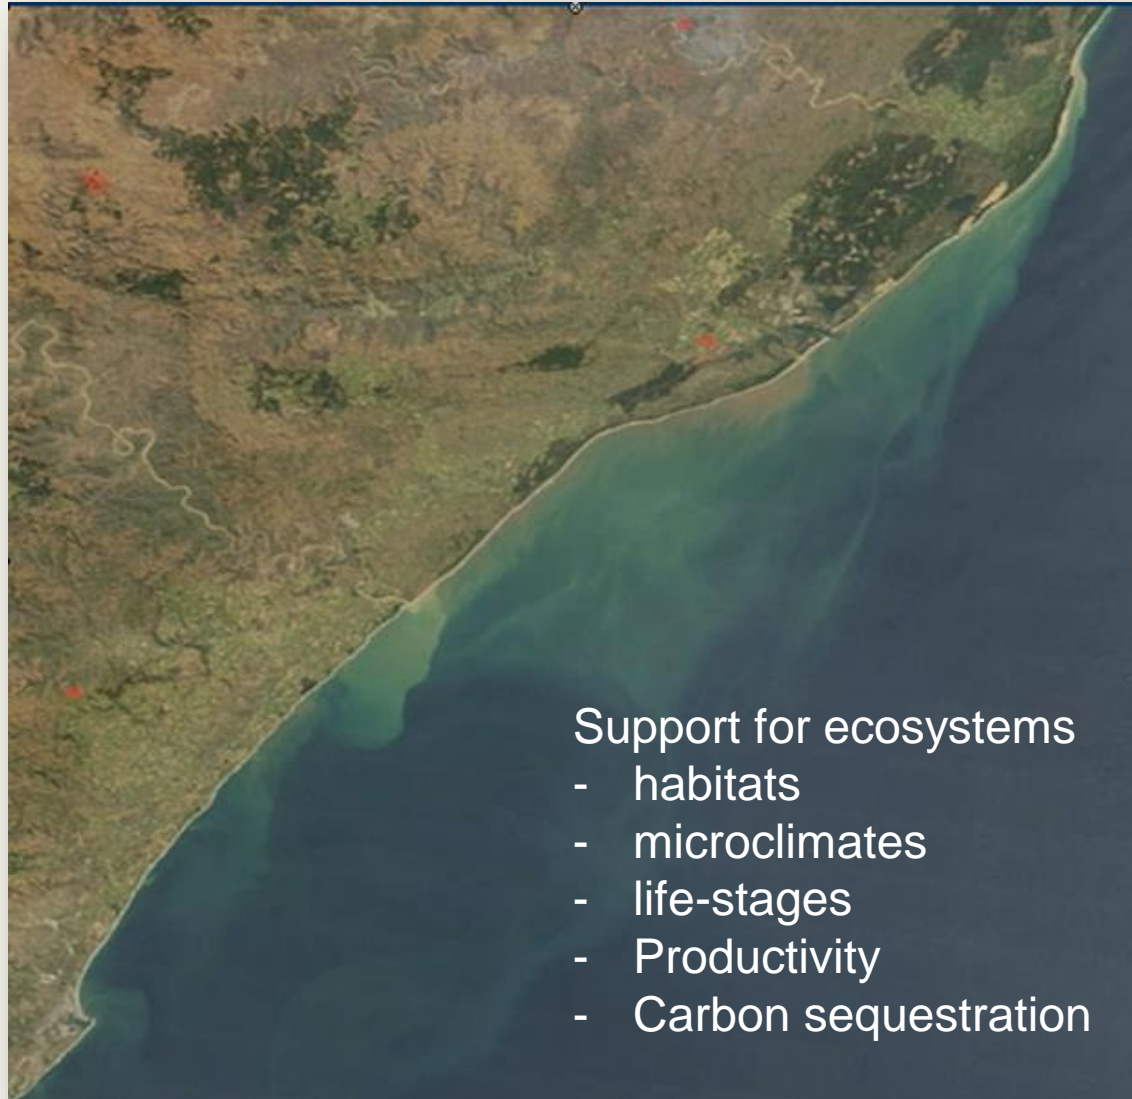 Support for ecosystems
- habitats
- microclimates
- life-stages
- Productivity
- Carbon sequestration